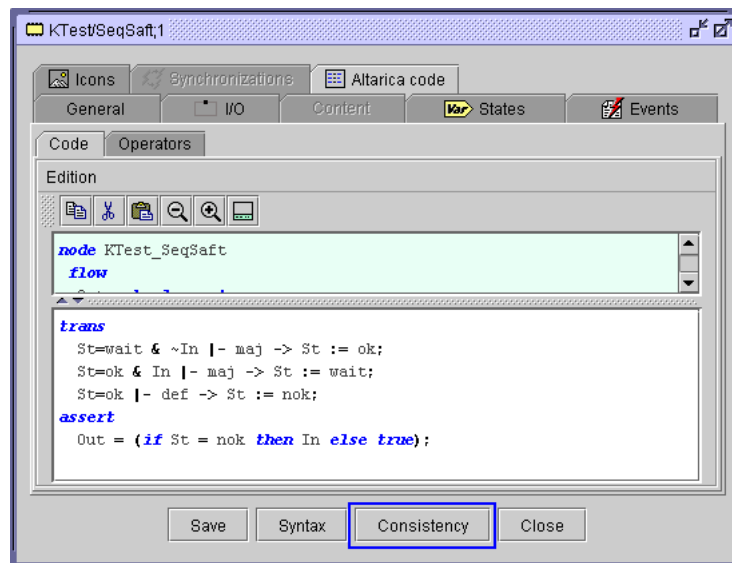 KTest/SeqSaft;1
Icons Synchronizations Altarica code
General I/O Content Var States Events
Code Operators
Edition
node KTest_SeqSaft
flow
trans
St=wait & ~In |- maj -> St := ok;
St=ok & In |- maj -> St := wait;
St=ok |- def -> St := nok;
assert
Out = (if St = nok then In else true);
Save Syntax Consistency Close